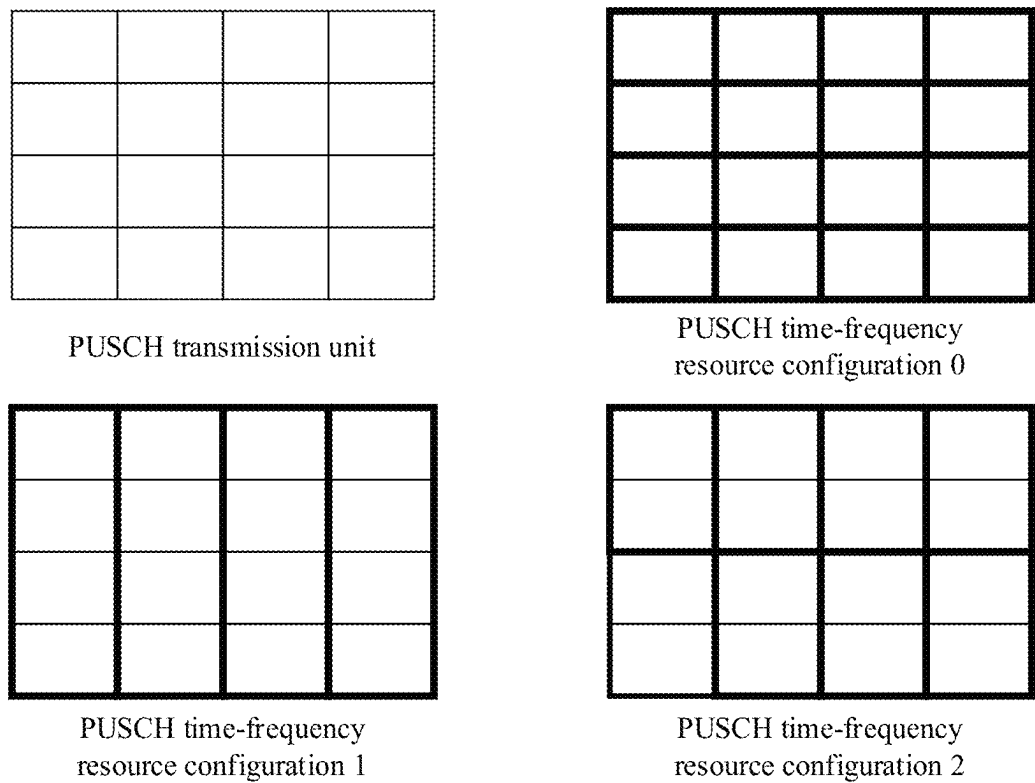 PUSCH transmission unit
PUSCH time-frequency
resource configuration 0
PUSCH time-frequency
resource configuration 1
PUSCH time-frequency
resource configuration 2